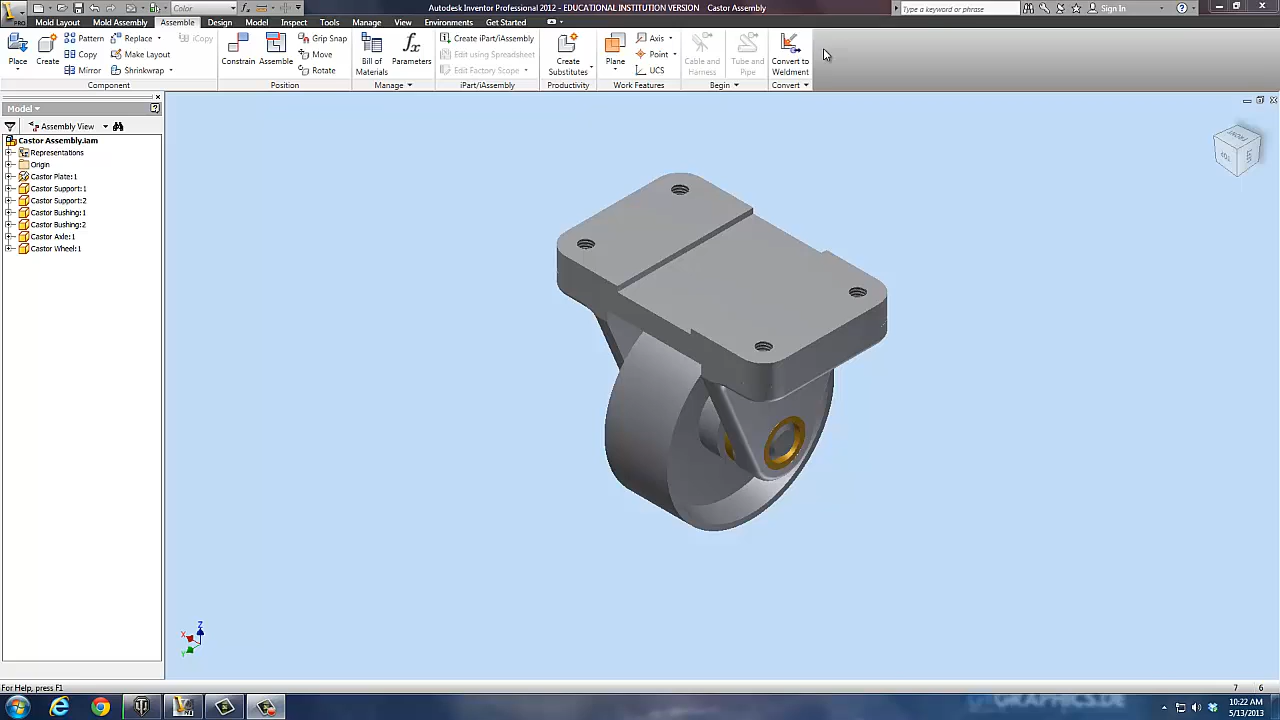 Color
Autodesk Inventor Professional 2012 - EDUCATIONAL INSTITUTION VERSION Castor Assembly
Type a keyword or phrase
Sign In
PRO
Mold Layout Mold Assembly Assemble Design Model Inspect Tools Manage View Environments Get Started
Place
Create
Pattern
Copy
Mirror
Replace
Make Layout
Shrinkwrap
iCopy
Component
Constrain
Assemble
Grip Snap
Move
Rotate
Position
Bill of Materials
Parameters
Manage
Create iPart/iAssembly
Edit using Spreadsheet
Edit Factory Scope
iPart/iAssembly
Create Substitutes
Productivity
Plane
Axis
Point
UCS
Work Features
Cable and Harness
Tube and Pipe
Begin
Convert to Weldment
Convert
Model
Assembly View
Castor Assembly.iam
Representations
Origin
Castor Plate:1
Castor Support:1
Castor Support:2
Castor Bushing:1
Castor Bushing:2
Castor Axle:1
Castor Wheel:1
FRONT
Z
X
Y
For Help, press F1
7 6
10:22 AM
5/13/2013